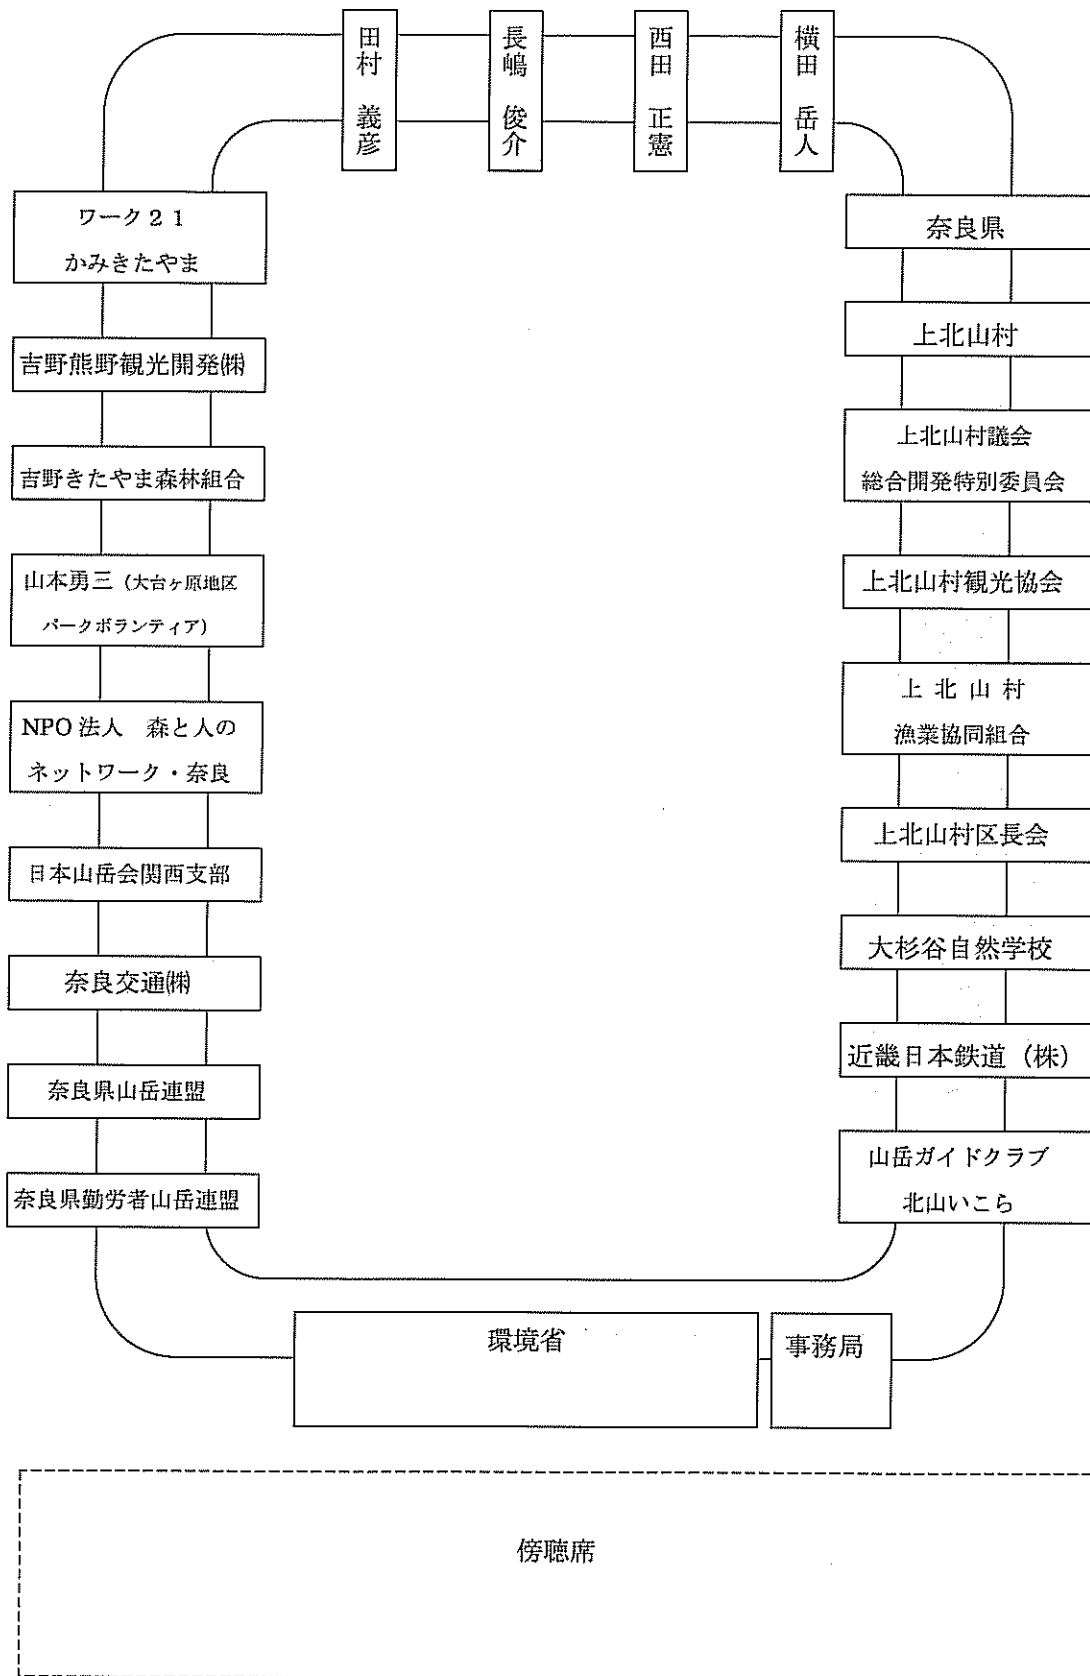 田村 義彦
長嶋 俊介
西田 正憲
横田 岳人
ワーク21
かみきたやま
吉野熊野観光開発㈱
吉野きたやま森林組合
山本勇三（大台ヶ原地区
パークボランティア）
NPO法人 森と人の
ネットワーク・奈良
日本山岳会関西支部
奈良交通㈱
奈良県山岳連盟
奈良県勤労者山岳連盟
奈良県
上北山村
上北山村議会
総合開発特別委員会
上北山村観光協会
上北山村
漁業協同組合
上北山村区長会
大杉谷自然学校
近畿日本鉄道（株）
山岳ガイドクラブ
北山いこら
環境省
事務局
傍聴席